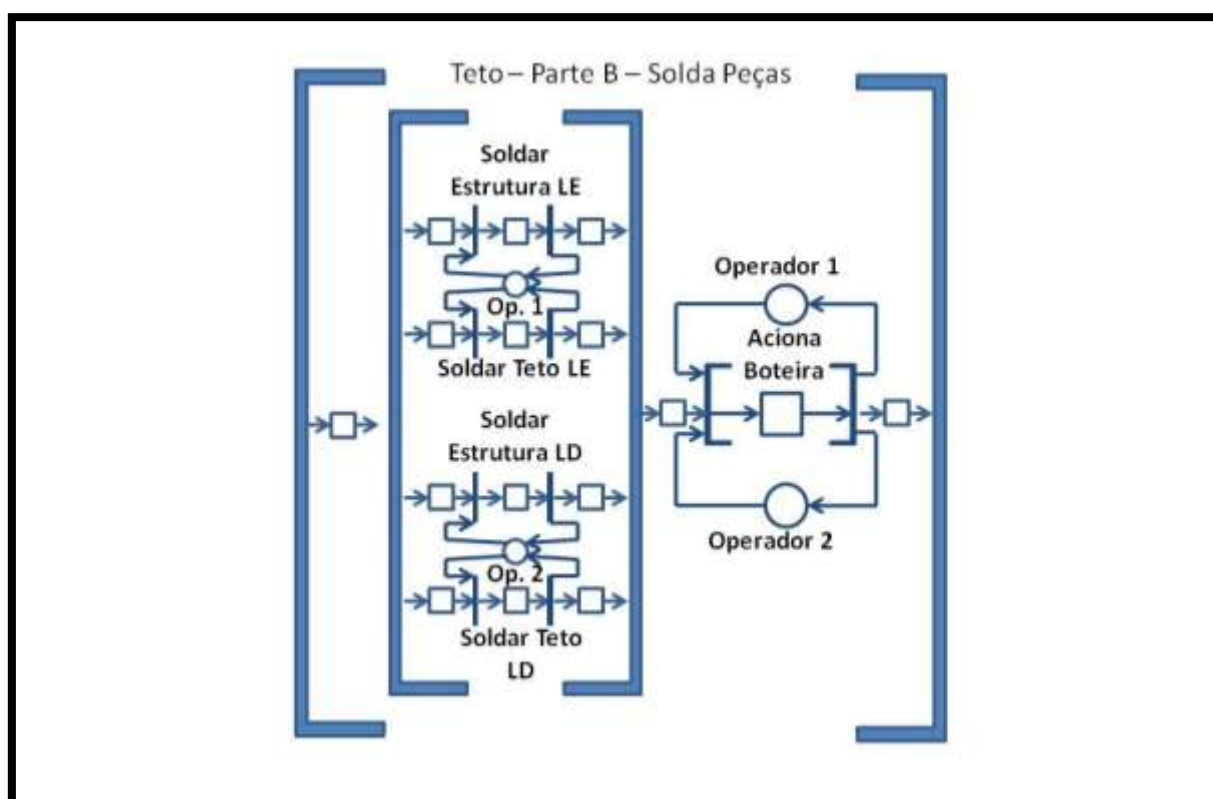 Teto – Parte B – Solda Peças
Soldar
Estrutura LE
Op. 1
Soldar Teto LE
Soldar
Estrutura LD
Op. 2
Soldar Teto
LD
Operador 1
Aciona
Boteira
Operador 2